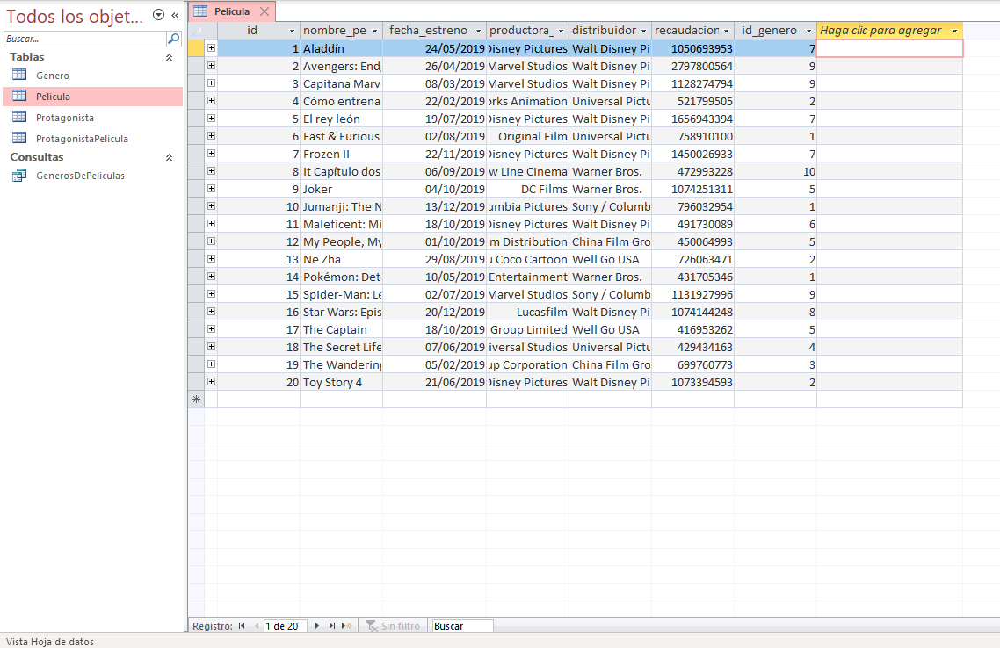 Todos los objet...
«
Buscar...
Tablas
Genero
Pelicula
Protagonista
ProtagonistaPelicula
Consultas
GenerosDePeliculas
Pelicula
id nombre_pe fecha_estreno productora_ distribuidor recaudacior id_genero Haga clic para agregar
1 Aladdín 24/05/2019 Disney Pictures Walt Disney Pi 1050693953 7
2 Avengers: End 26/04/2019 Marvel Studios Walt Disney Pi 2797800564 9
3 Capitana Marv 08/03/2019 Marvel Studios Walt Disney Pi 1128274794 9
4 Cómo entrena 22/02/2019 orks Animation Universal Pictu 521799505 2
5 El rey león 19/07/2019 Disney Pictures Walt Disney Pi 1656943394 7
6 Fast & Furious 02/08/2019 Original Film Universal Pictu 758910100 1
7 Frozen II 22/11/2019 Disney Pictures Walt Disney Pi 1450026933 7
8 It Capítulo dos 06/09/2019 w Line Cinema Warner Bros. 472993228 10
9 Joker 04/10/2019 DC Films Warner Bros. 1074251311 5
10 Jumanji: The N 13/12/2019 umbia Pictures Sony / Columb 796032954 1
11 Maleficent: Mi 18/10/2019 Disney Pictures Walt Disney Pi 491730089 6
12 My People, My 01/10/2019 m Distribution China Film Gro 450064993 5
13 Ne Zha 29/08/2019 u Coco Cartoon Well Go USA 726063471 2
14 Pokémon: Det 10/05/2019 Entertainment Warner Bros. 431705346 1
15 Spider-Man: Le 02/07/2019 Marvel Studios Sony / Columb 1131927996 9
16 Star Wars: Epis 20/12/2019 Lucasfilm Walt Disney Pi 1074144248 8
17 The Captain 18/10/2019 Group Limited Well Go USA 416953262 5
18 The Secret Life 07/06/2019 iversal Studios Universal Pictu 429434163 4
19 The Wandering 05/02/2019 up Corporation China Film Gro 699760773 3
20 Toy Story 4 21/06/2019 Disney Pictures Walt Disney Pi 1073394593 2
Registro: 1 de 20 Sin filtro Buscar
Vista Hoja de datos